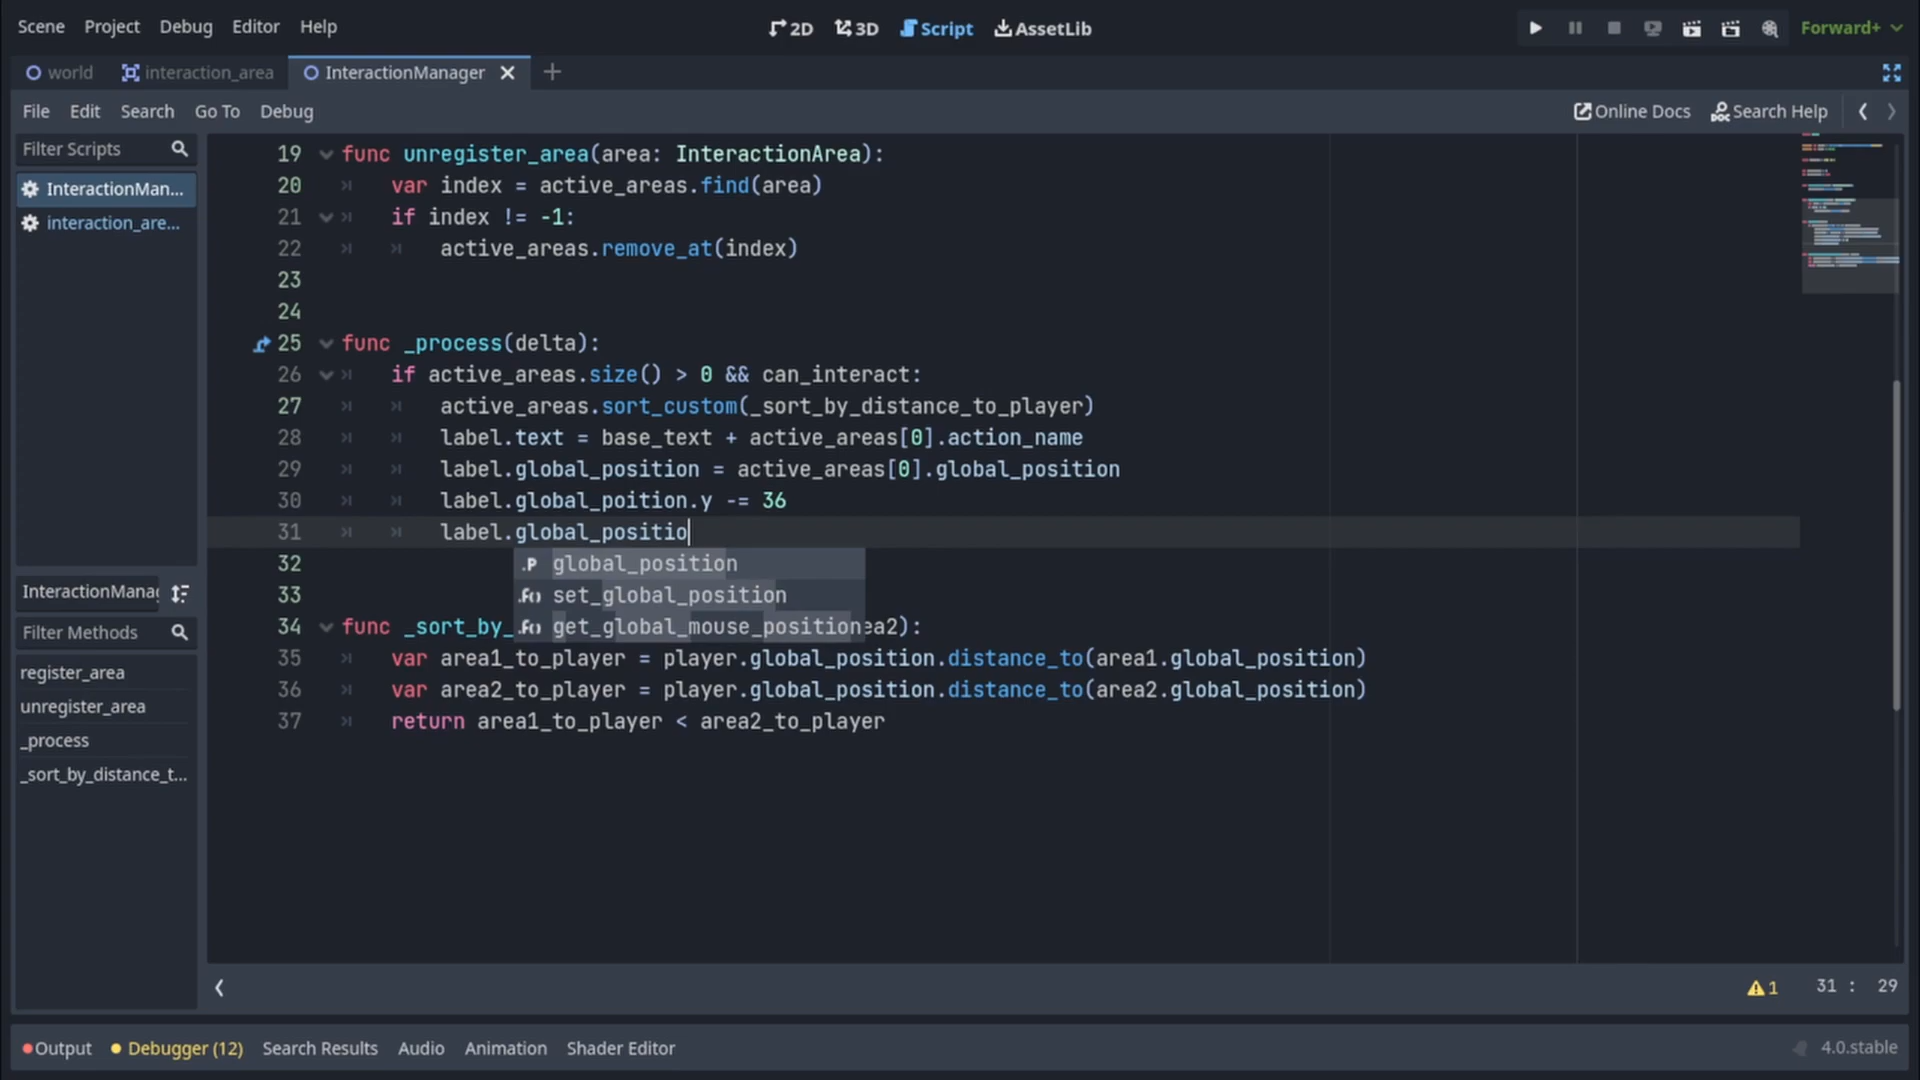 Scene Project Debug Editor Help
2D 3D Script AssetLib
Forward+
world interaction_area InteractionManager
File Edit Search Go To Debug
Online Docs Search Help
Filter Scripts
InteractionMan...
interaction_are...
InteractionManag
Filter Methods
register_area
unregister_area
_process
_sort_by_distance_t...
19 func unregister_area(area: InteractionArea):
20 var index = active_areas.find(area)
21 if index != -1:
22 active_areas.remove_at(index)
23
24
25 func _process(delta):
26 if active_areas.size() > 0 && can_interact:
27 active_areas.sort_custom(_sort_by_distance_to_player)
28 label.text = base_text + active_areas[0].action_name
29 label.global_position = active_areas[0].global_position
30 label.global_poition.y -= 36
31 label.global_positio
32
33
34 func _sort_by_ ea2):
.P global_position
.f() set_global_position
.f() get_global_mouse_position
35 var area1_to_player = player.global_position.distance_to(area1.global_position)
36 var area2_to_player = player.global_position.distance_to(area2.global_position)
37 return area1_to_player < area2_to_player
1 31 : 29
Output Debugger (12) Search Results Audio Animation Shader Editor
4.0.stable